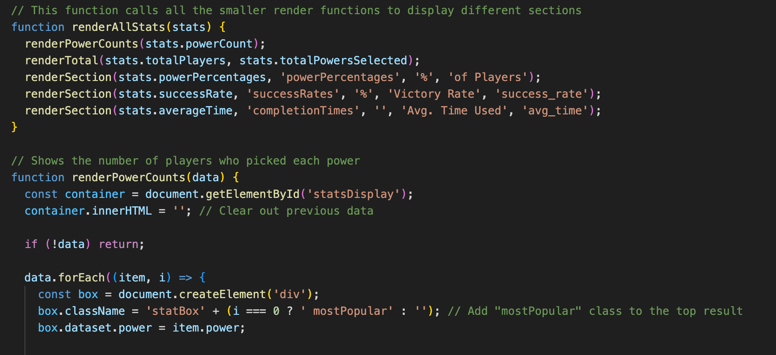 // This function calls all the smaller render functions to display different sections
function renderAllStats(stats) {
  renderPowerCounts(stats.powerCount);
  renderTotal(stats.totalPlayers, stats.totalPowersSelected);
  renderSection(stats.powerPercentages, 'powerPercentages', '%', 'of Players');
  renderSection(stats.successRate, 'successRates', '%', 'Victory Rate', 'success_rate');
  renderSection(stats.averageTime, 'completionTimes', '', 'Avg. Time Used', 'avg_time');
}

// Shows the number of players who picked each power
function renderPowerCounts(data) {
  const container = document.getElementById('statsDisplay');
  container.innerHTML = ''; // Clear out previous data

  if (!data) return;

  data.forEach((item, i) => {
    const box = document.createElement('div');
    box.className = 'statBox' + (i === 0 ? ' mostPopular' : ''); // Add "mostPopular" class to the top result
    box.dataset.power = item.power;